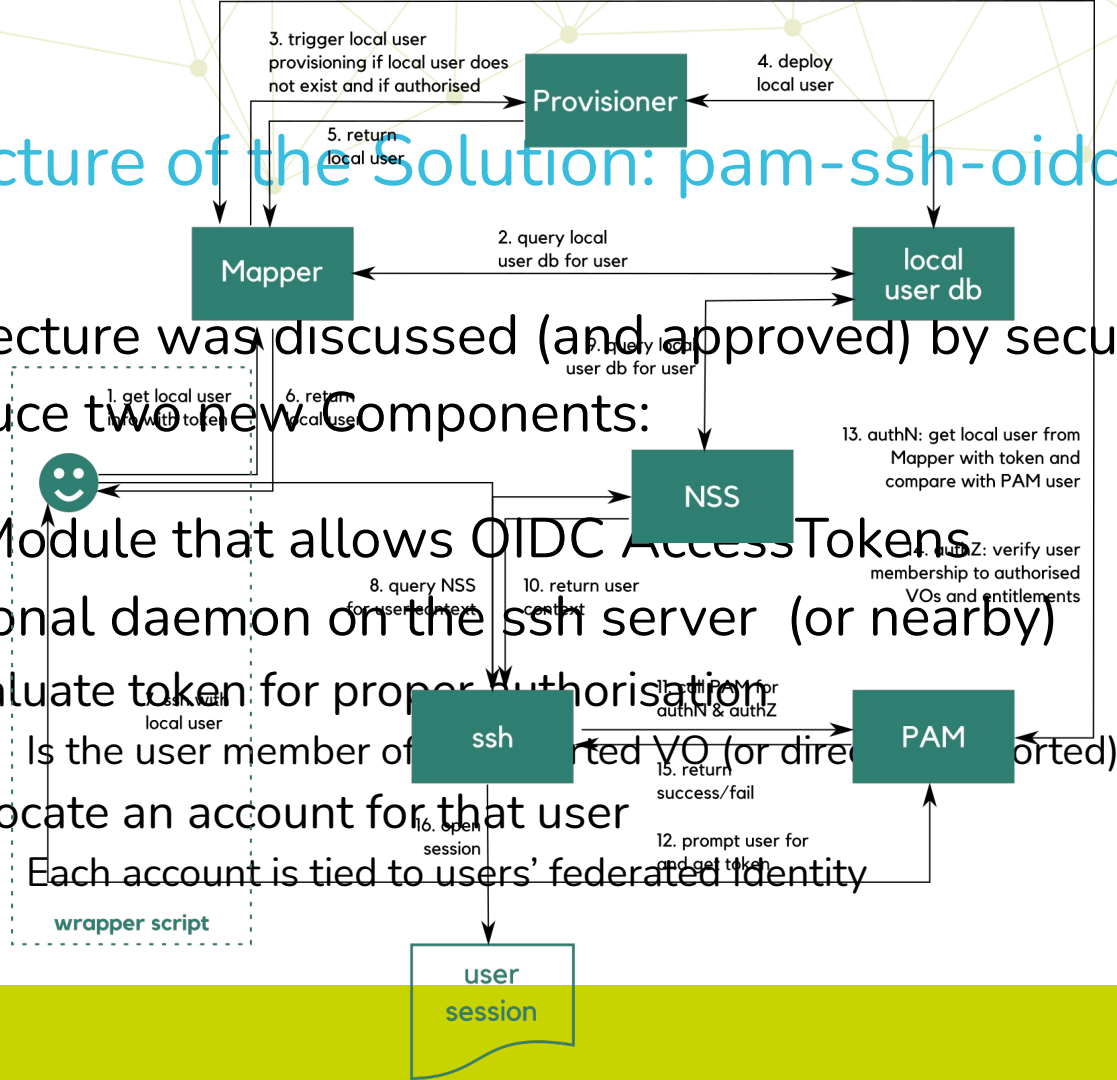 3. trigger local user
provisioning if local user does
not exist and if authorised
4. deploy
local user
Provisioner
5. return
local user
cture of the Solution: pam-ssh-oidc
2. query local
user db for user
Mapper
local
user db
ecture was discussed (and approved) by secu
9. query local
user db for user
1. get local user
info with token
6. return
local user
uce two new Components:
13. authN: get local user from
Mapper with token and
compare with PAM user
NSS
Module that allows OIDC AccessTokens
14. authZ: verify user
membership to authorised
VOs and entitlements
8. query NSS
for user context
10. return user
context
onal daemon on the ssh server (or nearby)
aluate token for proper authorisation
7. ssh with
local user
11. call PAM for
authN & authZ
ssh
PAM
Is the user member of rted VO (or direc orted)
15. return
success/fail
ocate an account for that user
16. open
session
12. prompt user for
and get token
Each account is tied to users’ federated Identity
wrapper script
user
session